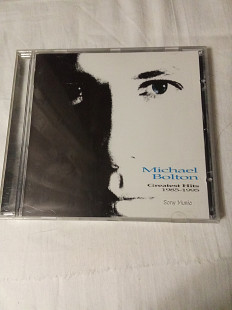 Michael
Bolton
Greatest Hits
1985-1995
Sony Music